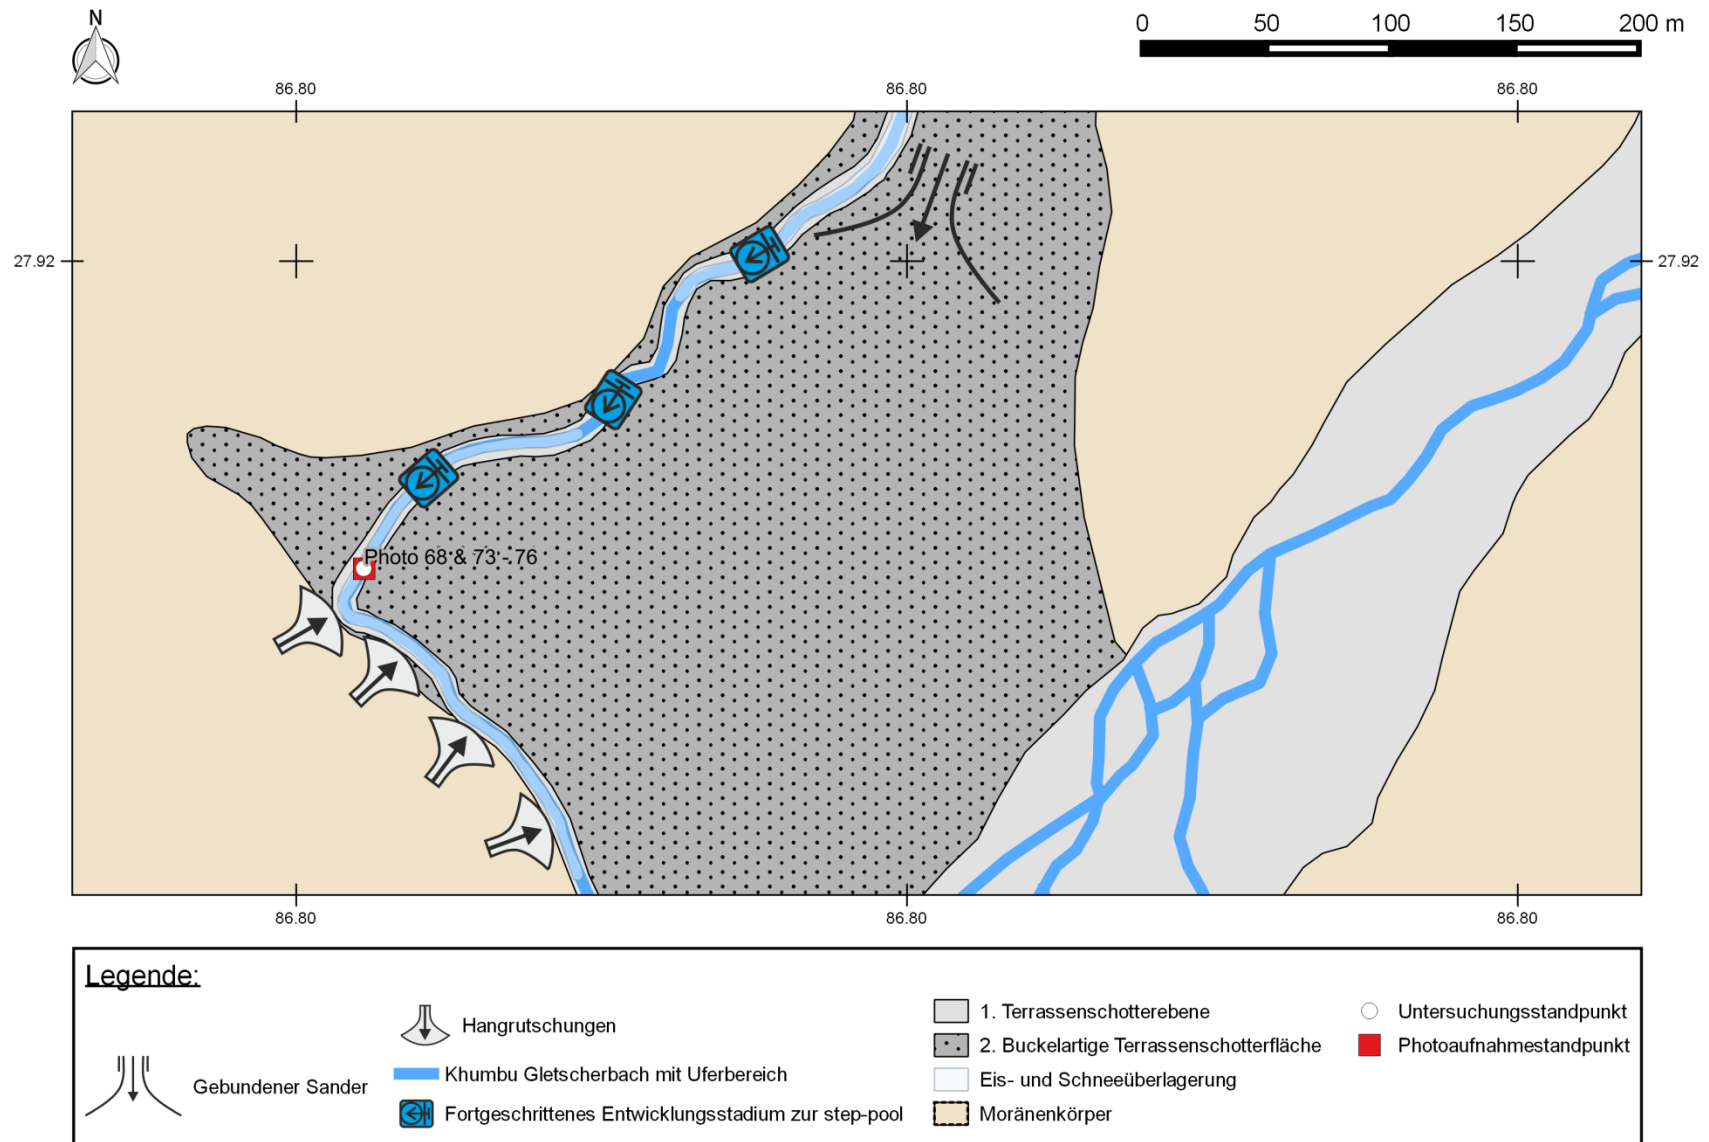 N
0 50 100 150 200 m
86.80 86.80 86.80
27.92 27.92
Photo 68 & 73 - 76
86.80 86.80 86.80
Legende:
Gebundener Sander
Hangrutschungen
Khumbu Gletscherbach mit Uferbereich
Fortgeschrittenes Entwicklungsstadium zur step-pool
1. Terrassenschotterebene
2. Buckelartige Terrassenschotterfläche
Eis- und Schneeüberlagerung
Moränenkörper
Untersuchungsstandpunkt
Photoaufnahmestandpunkt